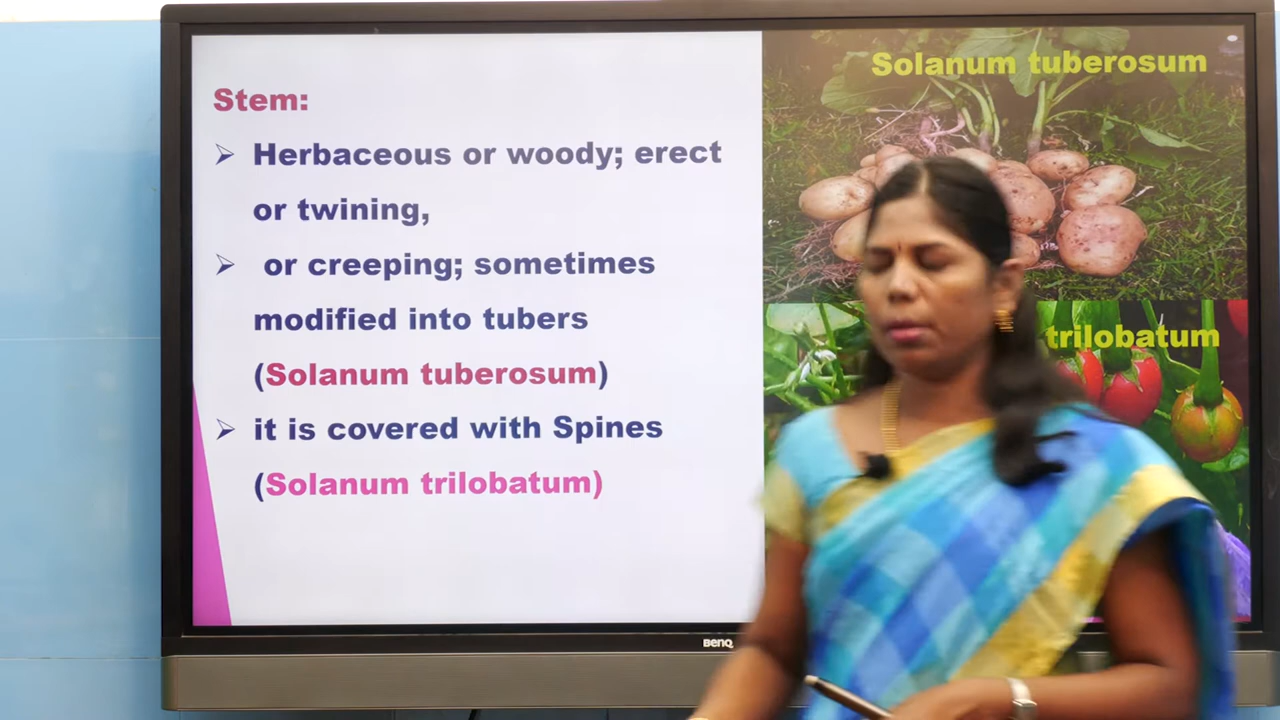 Stem:
➢ Herbaceous or woody; erect
or twining,
➢ or creeping; sometimes
modified into tubers
(Solanum tuberosum)
➢ it is covered with Spines
(Solanum trilobatum)
Solanum tuberosum
trilobatum
BenQ